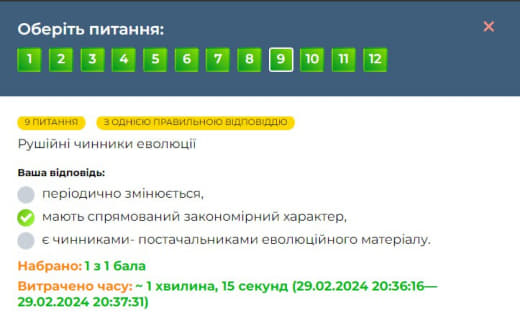 Оберіть питання:
×
1 2 3 4 5 6 7 8 9 10 11 12
9 ПИТАННЯ З ОДНІЄЮ ПРАВИЛЬНОЮ ВІДПОВІДДЮ
Рушійні чинники еволюції
Ваша відповідь:
періодично змінюється,
мають спрямований закономірний характер,
є чинниками- постачальниками еволюційного матеріалу.
Набрано: 1 з 1 бала
Витрачено часу: ~ 1 хвилина, 15 секунд (29.02.2024 20:36:16—
29.02.2024 20:37:31)